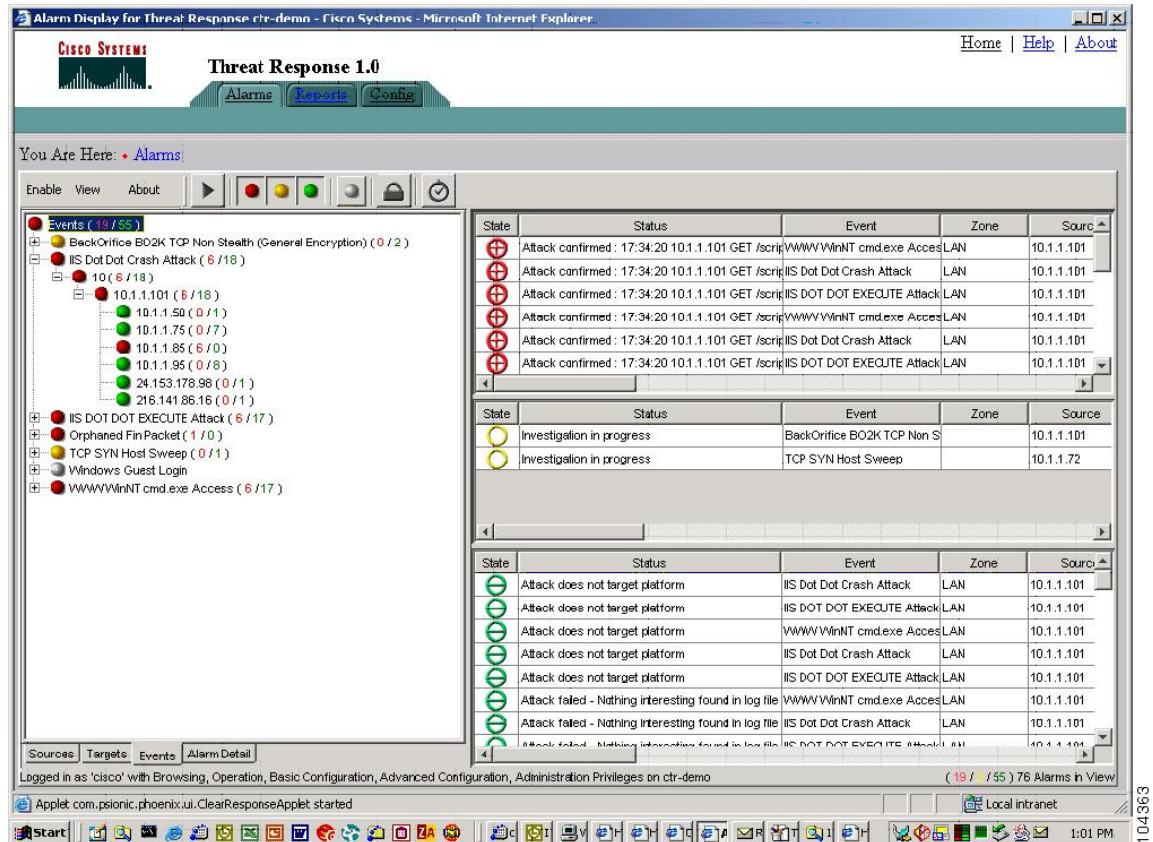 Alarm Display for Threat Response ctr-demo - Cisco Systems - Microsoft Internet Explorer
CISCO SYSTEMS
Home | Help | About
Threat Response 1.0
Alarms Reports Config
You Are Here: Alarms
Enable View About
Events ( 19 / 55 )
BackOrifice BO2K TCP Non Stealth (General Encryption) ( 0 / 2 )
IIS Dot Dot Crash Attack ( 6 /18 )
10( 6 / 18 )
10.1.1.101 ( 6 / 18 )
10.1.1.50 ( 0 / 1 )
10.1.1.75 ( 0 / 7 )
10.1.1.85 ( 6 / 0 )
10.1.1.95 ( 0 / 8 )
24.153.178.98 ( 0 / 1 )
216.141.86.16 ( 0 / 1 )
IIS DOT DOT EXECUTE Attack ( 6 / 17 )
Orphaned Fin Packet ( 1 / 0 )
TCP SYN Host Sweep ( 0 / 1 )
Windows Guest Login
WWW WinNT cmd.exe Access ( 6 /17 )
Sources Targets Events Alarm Detail
State Status Event Zone Sourc
Attack confirmed : 17:34:20 10.1.1.101 GET /scrip WWW WinNT cmd.exe Acces LAN 10.1.1.101
Attack confirmed : 17:34:20 10.1.1.101 GET /scrip IIS Dot Dot Crash Attack LAN 10.1.1.101
Attack confirmed : 17:34:20 10.1.1.101 GET /scrip IIS DOT DOT EXECUTE Attack LAN 10.1.1.101
Attack confirmed : 17:34:20 10.1.1.101 GET /scrip WWW WinNT cmd.exe Acces LAN 10.1.1.101
Attack confirmed : 17:34:20 10.1.1.101 GET /scrip IIS Dot Dot Crash Attack LAN 10.1.1.101
Attack confirmed : 17:34:20 10.1.1.101 GET /scrip IIS DOT DOT EXECUTE Attack LAN 10.1.1.101
State Status Event Zone Source
Investigation in progress BackOrifice BO2K TCP Non S 10.1.1.101
Investigation in progress TCP SYN Host Sweep 10.1.1.72
State Status Event Zone Sourc
Attack does not target platform IIS Dot Dot Crash Attack LAN 10.1.1.101
Attack does not target platform IIS DOT DOT EXECUTE Attack LAN 10.1.1.101
Attack does not target platform WWW WinNT cmd.exe Acces LAN 10.1.1.101
Attack does not target platform IIS Dot Dot Crash Attack LAN 10.1.1.101
Attack does not target platform IIS DOT DOT EXECUTE Attack LAN 10.1.1.101
Attack failed - Nothing interesting found in log file WWW WinNT cmd.exe Acces LAN 10.1.1.101
Attack failed - Nothing interesting found in log file IIS Dot Dot Crash Attack LAN 10.1.1.101
Logged in as 'cisco' with Browsing, Operation, Basic Configuration, Advanced Configuration, Administration Privileges on ctr-demo
( 19 / / 55 ) 76 Alarms in View
Applet com.psionic.phoenix.ui.ClearResponseApplet started
Local intranet
Start
1:01 PM
104363